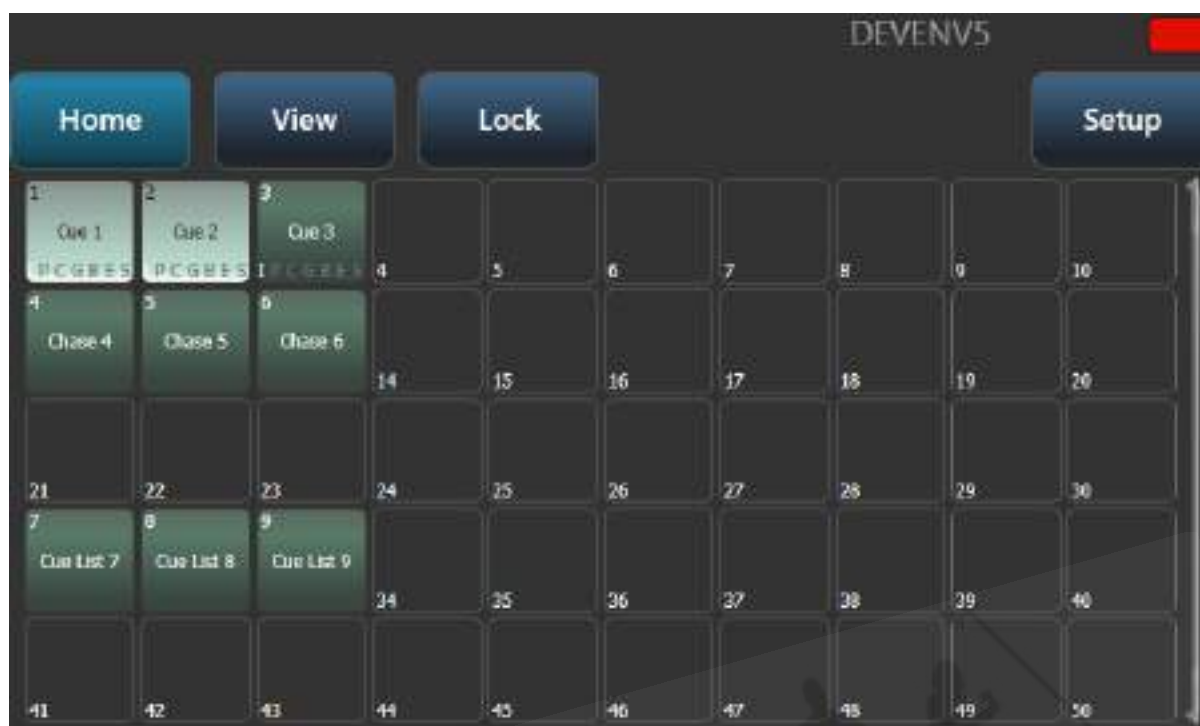 DEVENV5
Home View Lock Setup
1 2 3
Cue 1 Cue 2 Cue 3
PCGBES PCGBES I PCGBES 4 5 6 7 8 9 10
4 5 6
Chase 4 Chase 5 Chase 6
14 15 16 17 18 19 20
21 22 23 24 25 26 27 28 29 30
7 8 9
Cue List 7 Cue List 8 Cue List 9
34 35 36 37 38 39 40
41 42 43 44 45 46 47 48 49 50